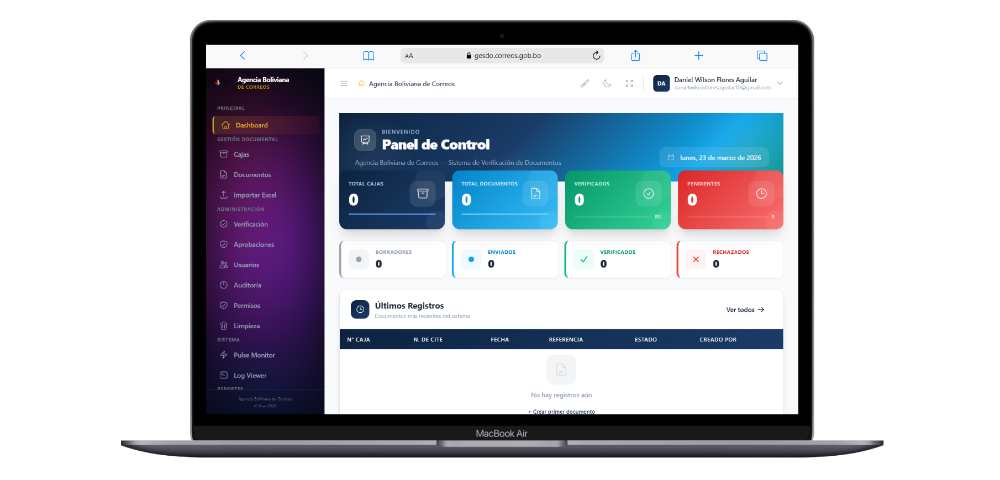 AA
gesdo.correos.gob.bo
Agencia Boliviana
DE CORREOS
PRINCIPAL
Dashboard
GESTIÓN DOCUMENTAL
Cajas
Documentos
Importar Excel
ADMINISTRACIÓN
Verificación
Aprobaciones
Usuarios
Auditoría
Permisos
Limpieza
SISTEMA
Pulse Monitor
Log Viewer
REPORTES
Agencia Boliviana de Correos
v1.0 — 2026
Agencia Boliviana de Correos
DA
Daniel Wilson Flores Aguilar
danielwilsonfloresaguilar10@gmail.com
BIENVENIDO
Panel de Control
Agencia Boliviana de Correos — Sistema de Verificación de Documentos
lunes, 23 de marzo de 2026
TOTAL CAJAS
0
TOTAL DOCUMENTOS
0
VERIFICADOS
0
0%
PENDIENTES
0
0
BORRADORES
0
ENVIADOS
0
VERIFICADOS
0
RECHAZADOS
0
Últimos Registros
Documentos más recientes del sistema
Ver todos →
N° CAJA N. DE CITE FECHA REFERENCIA ESTADO CREADO POR
No hay registros aún
+ Crear primer documento
MacBook Air